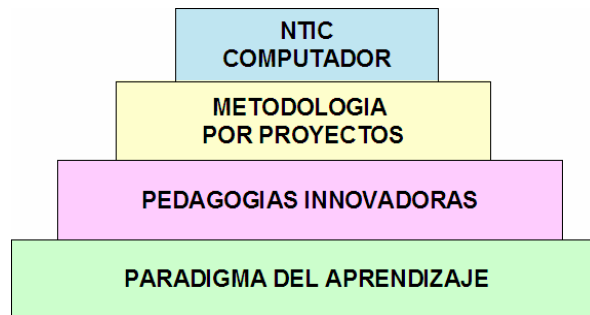 NTIC
COMPUTADOR
METODOLOGIA
POR PROYECTOS
PEDAGOGIAS INNOVADORAS
PARADIGMA DEL APRENDIZAJE